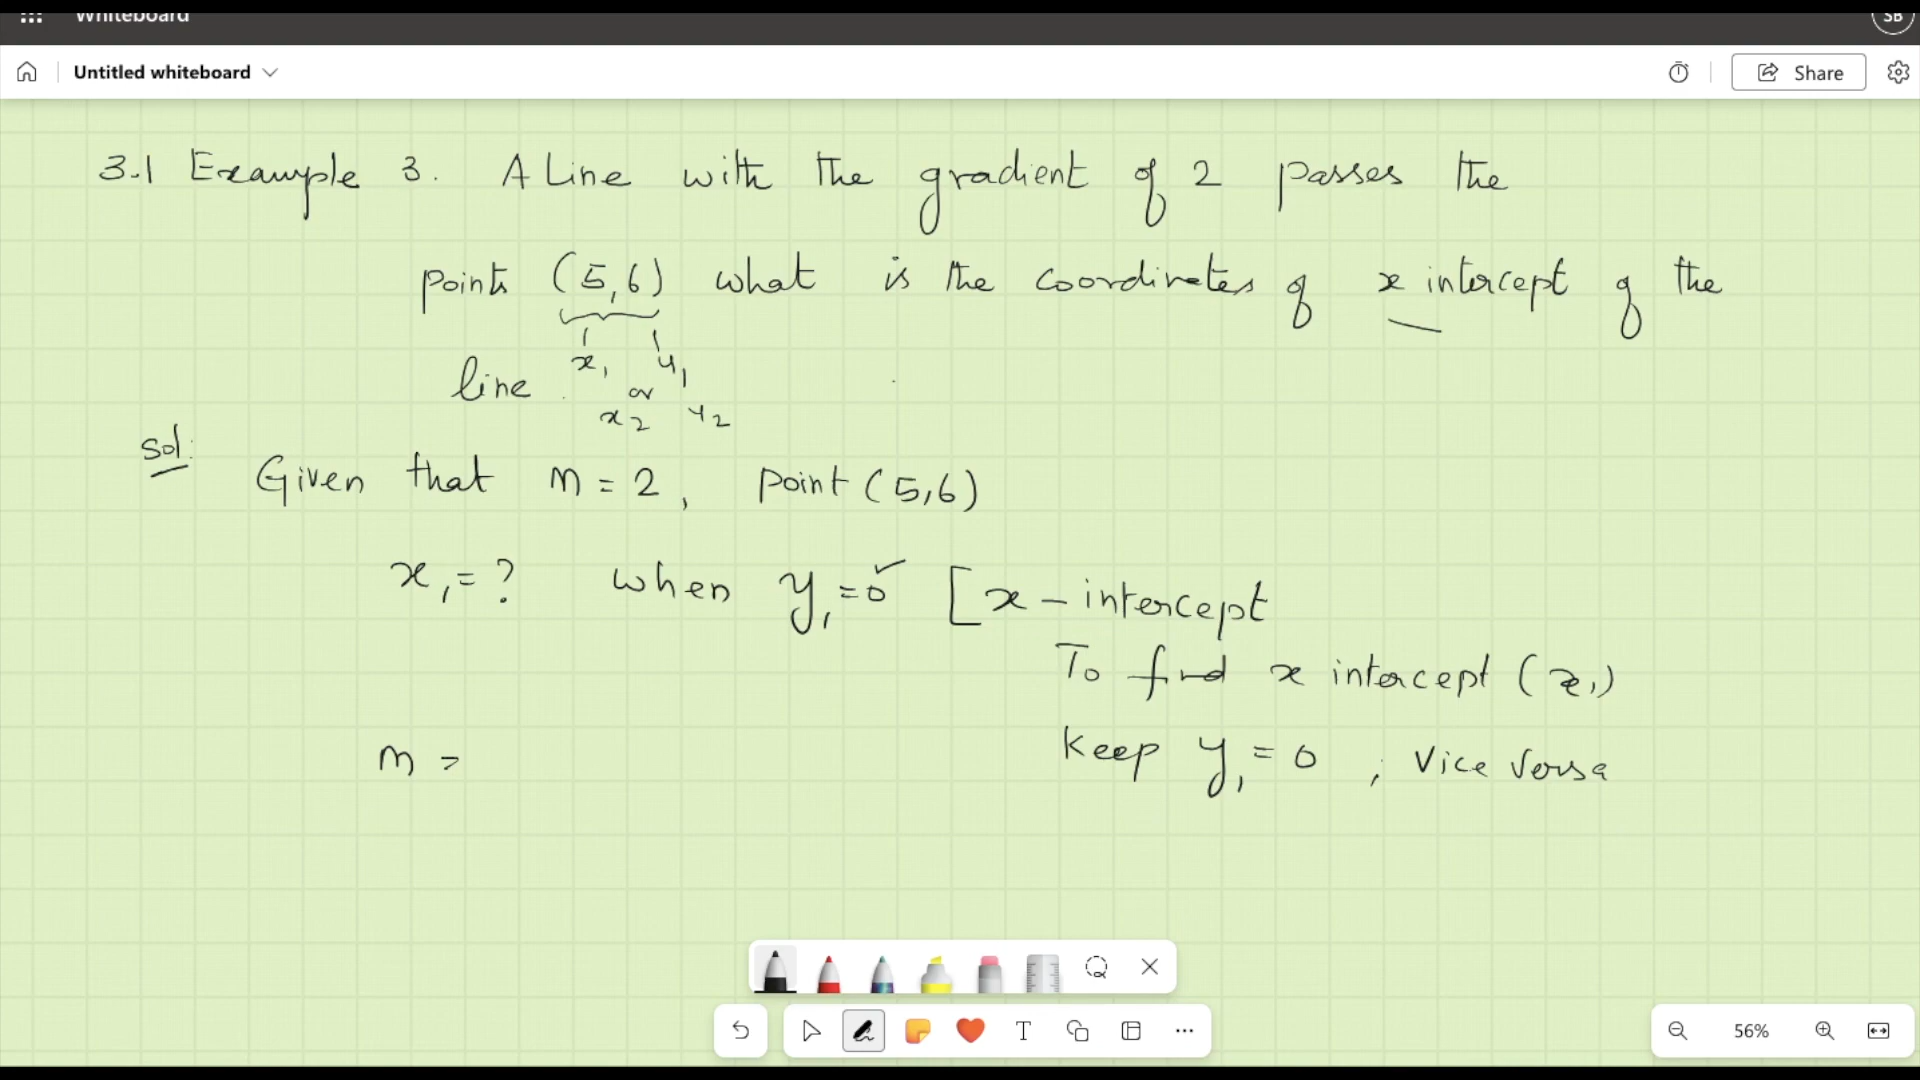 Whiteboard
SB
Untitled whiteboard
Share
3.1 Example 3. A Line with the gradient of 2 passes the
points (5,6) what is the coordinates of x intercept of the
x₁ y₁
line. or
x₂ y₂
Sol:
Given that m = 2, point (5,6)
x₁ = ? when y₁ = 0 ✓ [x - intercept
To find x intercept (x₁)
Keep y₁ = 0 , Vice Versa
m =
T
56%